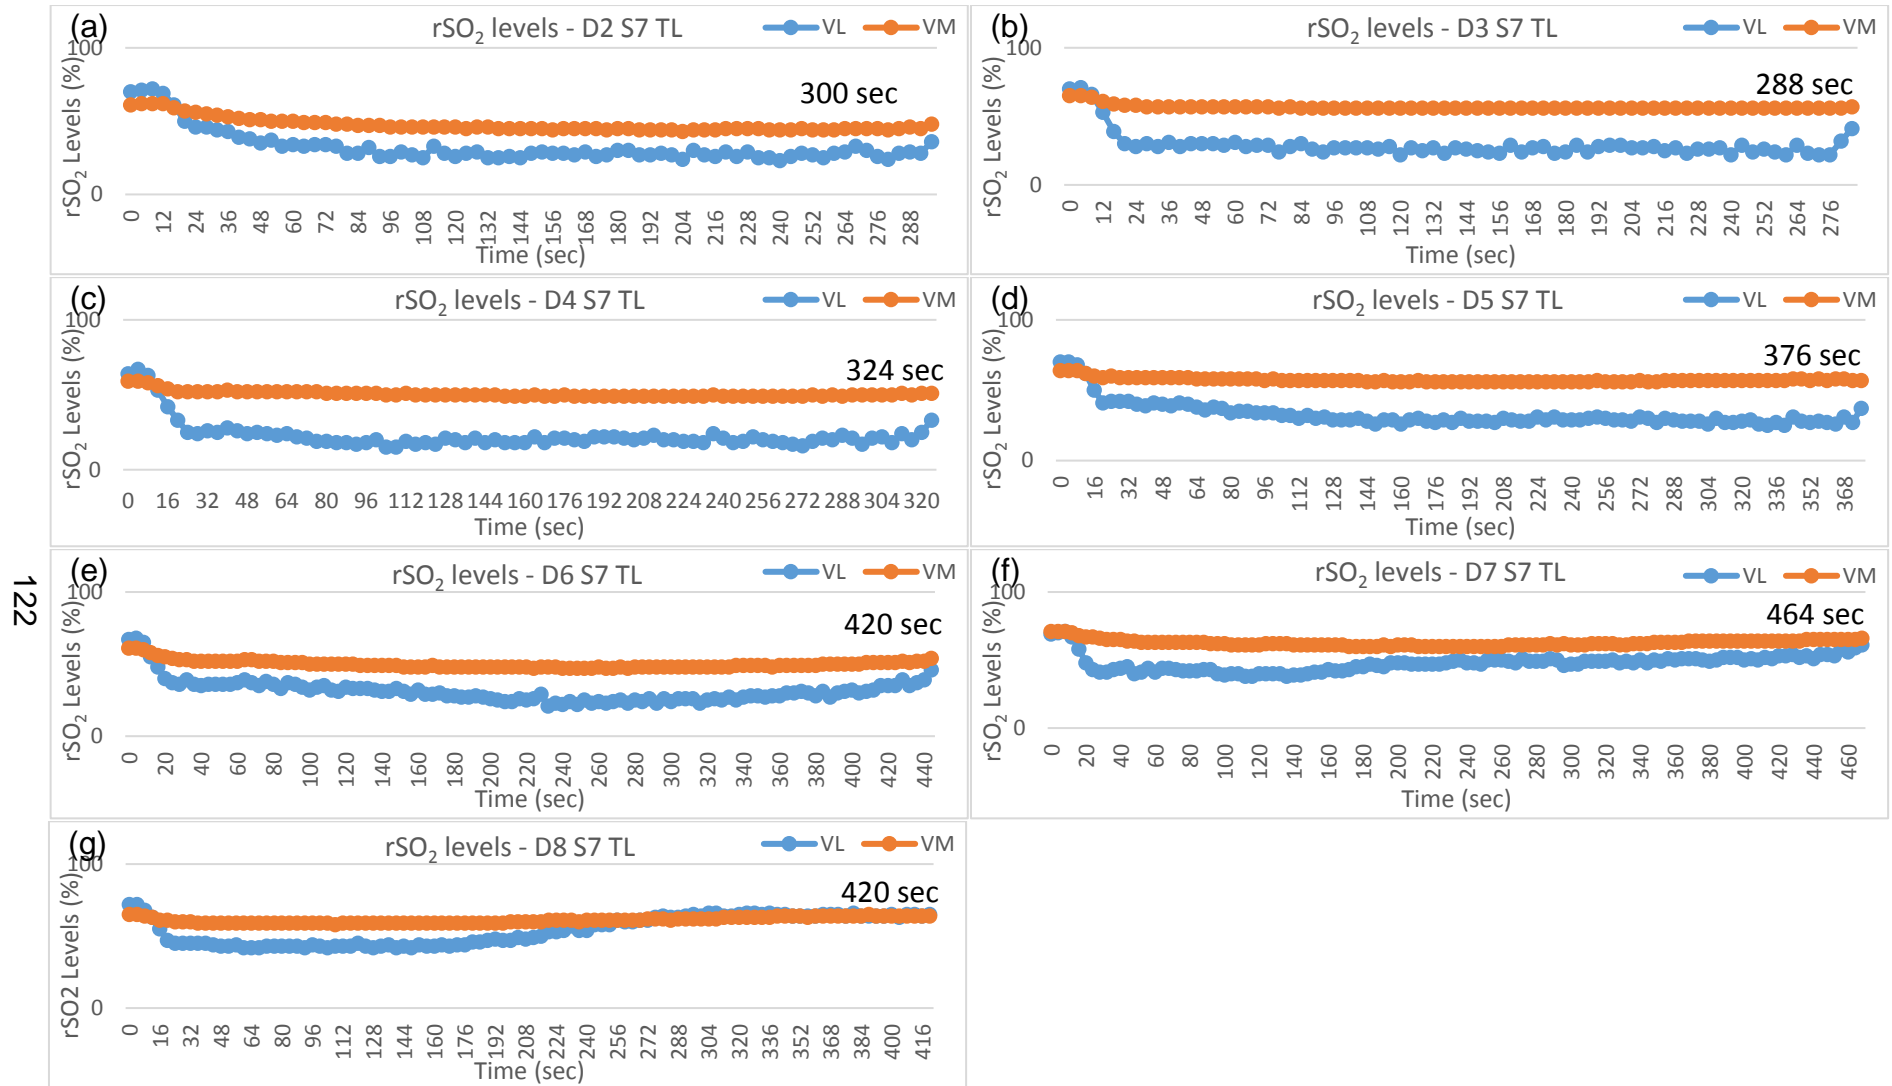 (a)
rSO2 levels - D2 S7 TL
VL VM
300 sec
rSO2 Levels (%)
100
0
0 12 24 36 48 60 72 84 96 108 120 132 144 156 168 180 192 204 216 228 240 252 264 276 288
Time (sec)
(b)
rSO2 levels - D3 S7 TL
VL VM
288 sec
rSO2 Levels (%)
100
0
0 12 24 36 48 60 72 84 96 108 120 132 144 156 168 180 192 204 216 228 240 252 264 276
Time (sec)
(c)
rSO2 levels - D4 S7 TL
VL VM
324 sec
rSO2 Levels (%)
100
0
0 16 32 48 64 80 96 112 128 144 160 176 192 208 224 240 256 272 288 304 320
Time (sec)
(d)
rSO2 levels - D5 S7 TL
VL VM
376 sec
rSO2 Levels (%)
100
0
0 16 32 48 64 80 96 112 128 144 160 176 192 208 224 240 256 272 288 304 320 336 352 368
Time (sec)
122
(e)
rSO2 levels - D6 S7 TL
VL VM
420 sec
rSO2 Levels (%)
100
0
0 20 40 60 80 100 120 140 160 180 200 220 240 260 280 300 320 340 360 380 400 420 440
Time (sec)
(f)
rSO2 levels - D7 S7 TL
VL VM
464 sec
rSO2 Levels (%)
100
0
0 20 40 60 80 100 120 140 160 180 200 220 240 260 280 300 320 340 360 380 400 420 440 460
Time (sec)
(g)
rSO2 levels - D8 S7 TL
VL VM
420 sec
rSO2 Levels (%)
100
0
0 16 32 48 64 80 96 112 128 144 160 176 192 208 224 240 256 272 288 304 320 336 352 368 384 400 416
Time (sec)